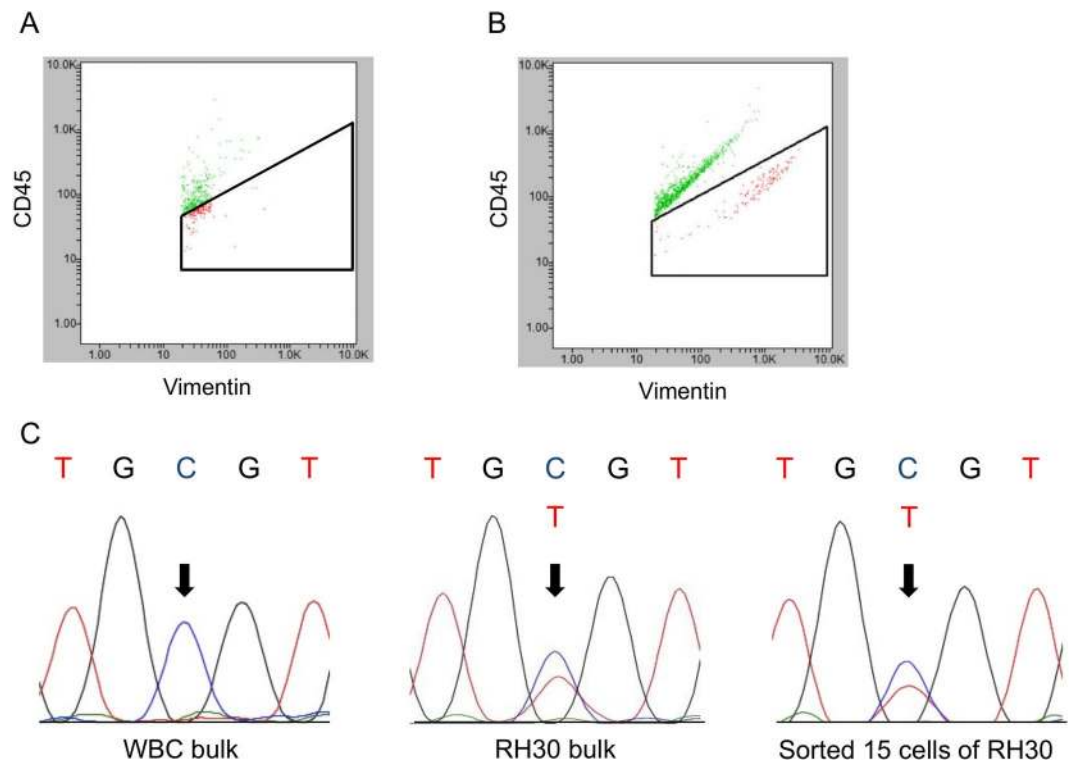 A
B
10.0K
1.0K
100
10
1.00
CD45
1.00 10 100 1.0K 10.0K
Vimentin
10.0K
1.0K
100
10
1.00
CD45
1.00 10 100 1.0K 10.0K
Vimentin
C
T G C G T
WBC bulk
T G C G T
T
RH30 bulk
T G C G T
T
Sorted 15 cells of RH30